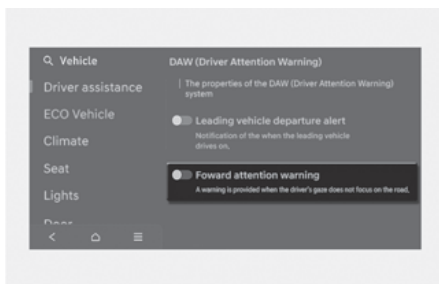 Vehicle
Driver assistance
ECO Vehicle
Climate
Seat
Lights
Door
DAW (Driver Attention Warning)
The properties of the DAW (Driver Attention Warning)
system
Leading vehicle departure alert
Notification of the when the leading vehicle
drives on,
Foward attention warning
A warning is provided when the driver's gaze does not focus on the road,